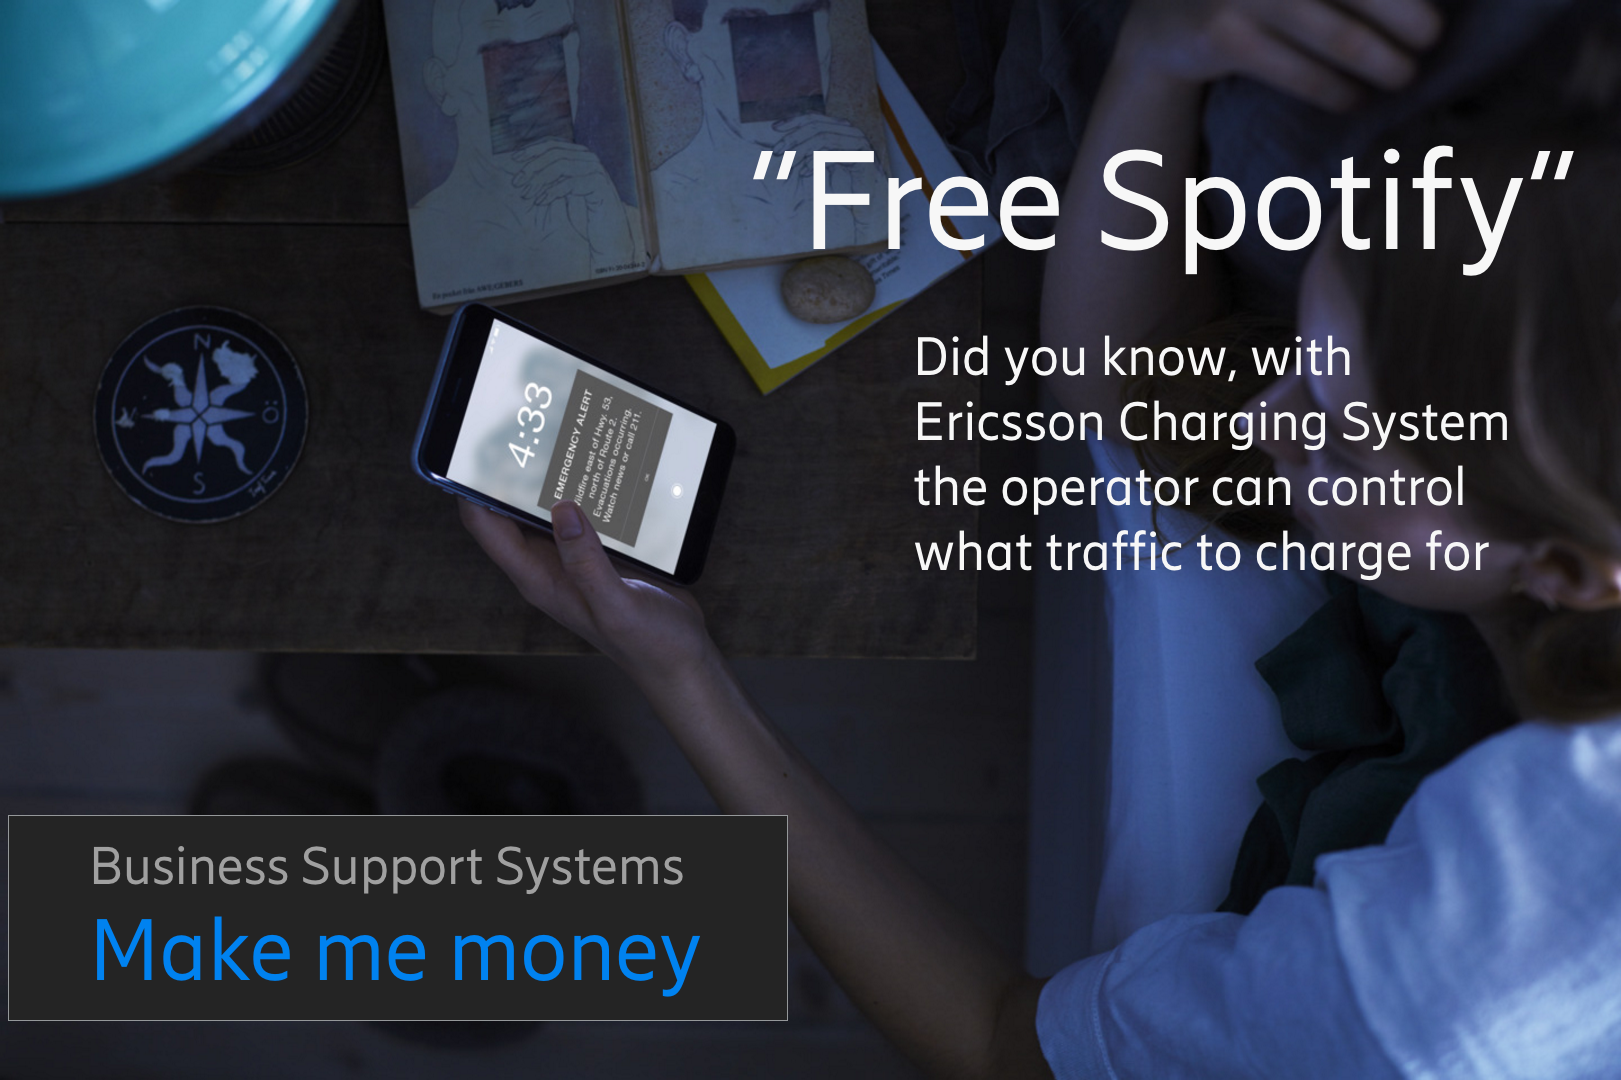 ”Free Spotify”
Did you know, with
Ericsson Charging System
the operator can control
what traffic to charge for
N
Ö
S
4:33
EMERGENCY ALERT
Wildfire east of Hwy. 53,
north of Route 2.
Evacuations occurring.
Watch news or call 211.
OK
Business Support Systems
Make me money